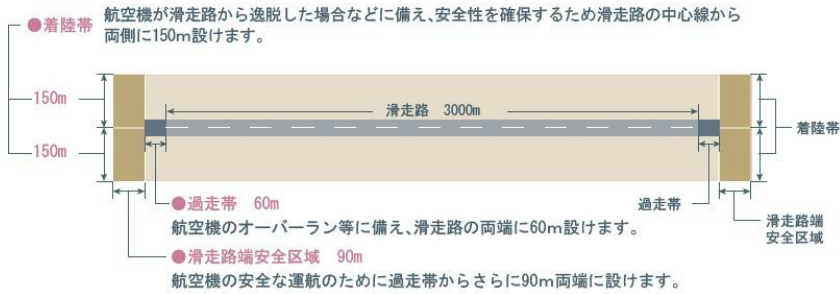 ●着陸帯
航空機が滑走路から逸脱した場合などに備え、安全性を確保するため滑走路の中心線から
両側に150m設けます。
150m
滑走路　3000m
着陸帯
150m
●過走帯　60m
過走帯
航空機のオーバーラン等に備え、滑走路の両端に60m設けます。
滑走路端
安全区域
●滑走路端安全区域　90m
航空機の安全な運航のために過走帯からさらに90m両端に設けます。